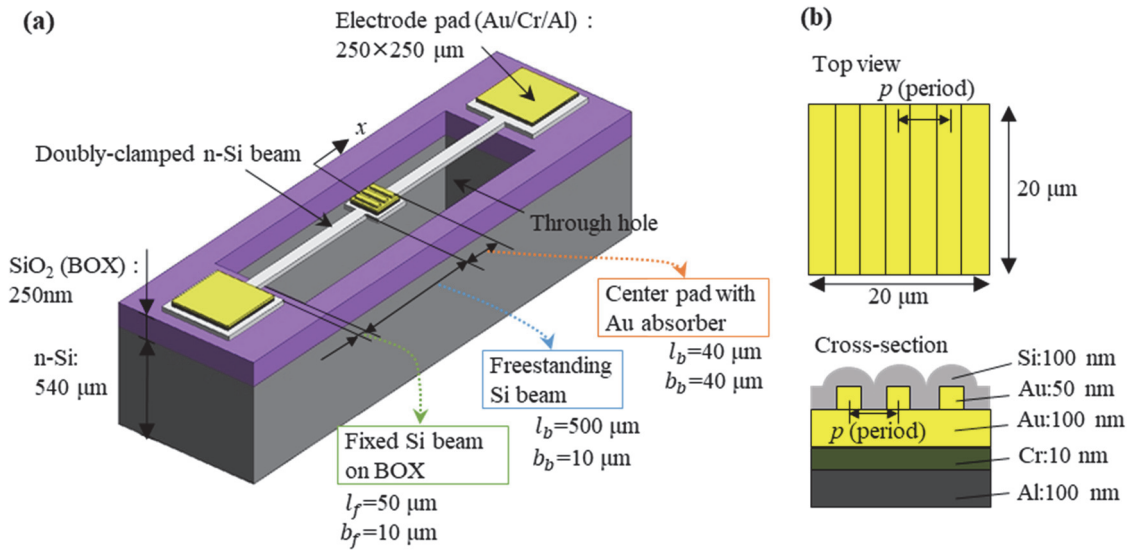 (a)
Electrode pad (Au/Cr/Al) :
250×250 μm
x
Doubly-clamped n-Si beam
Through hole
SiO2 (BOX) :
250nm
n-Si:
540 μm
Center pad with
Au absorber
lb=40 μm
bb=40 μm
Freestanding
Si beam
lb=500 μm
bb=10 μm
Fixed Si beam
on BOX
lf=50 μm
bf=10 μm
(b)
Top view
p (period)
20 μm
20 μm
Cross-section
Si:100 nm
Au:50 nm
Au:100 nm
p (period)
Cr:10 nm
Al:100 nm